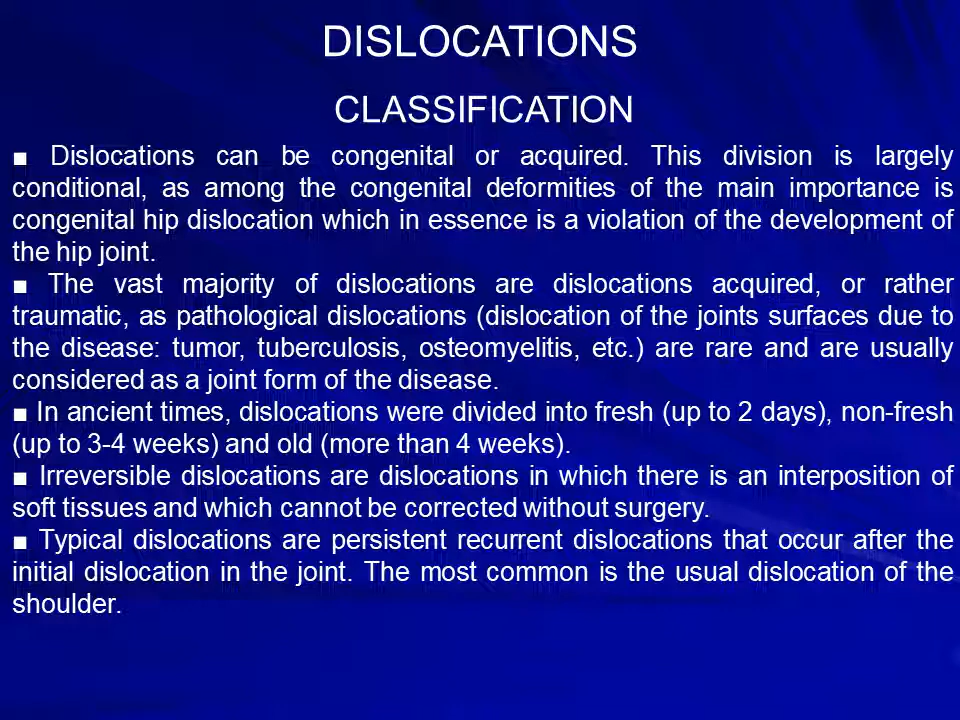 DISLOCATIONS
CLASSIFICATION
■ Dislocations can be congenital or acquired. This division is largely
conditional, as among the congenital deformities of the main importance is
congenital hip dislocation which in essence is a violation of the development of
the hip joint.
■ The vast majority of dislocations are dislocations acquired, or rather
traumatic, as pathological dislocations (dislocation of the joints surfaces due to
the disease: tumor, tuberculosis, osteomyelitis, etc.) are rare and are usually
considered as a joint form of the disease.
■ In ancient times, dislocations were divided into fresh (up to 2 days), non-fresh
(up to 3-4 weeks) and old (more than 4 weeks).
■ Irreversible dislocations are dislocations in which there is an interposition of
soft tissues and which cannot be corrected without surgery.
■ Typical dislocations are persistent recurrent dislocations that occur after the
initial dislocation in the joint. The most common is the usual dislocation of the
shoulder.